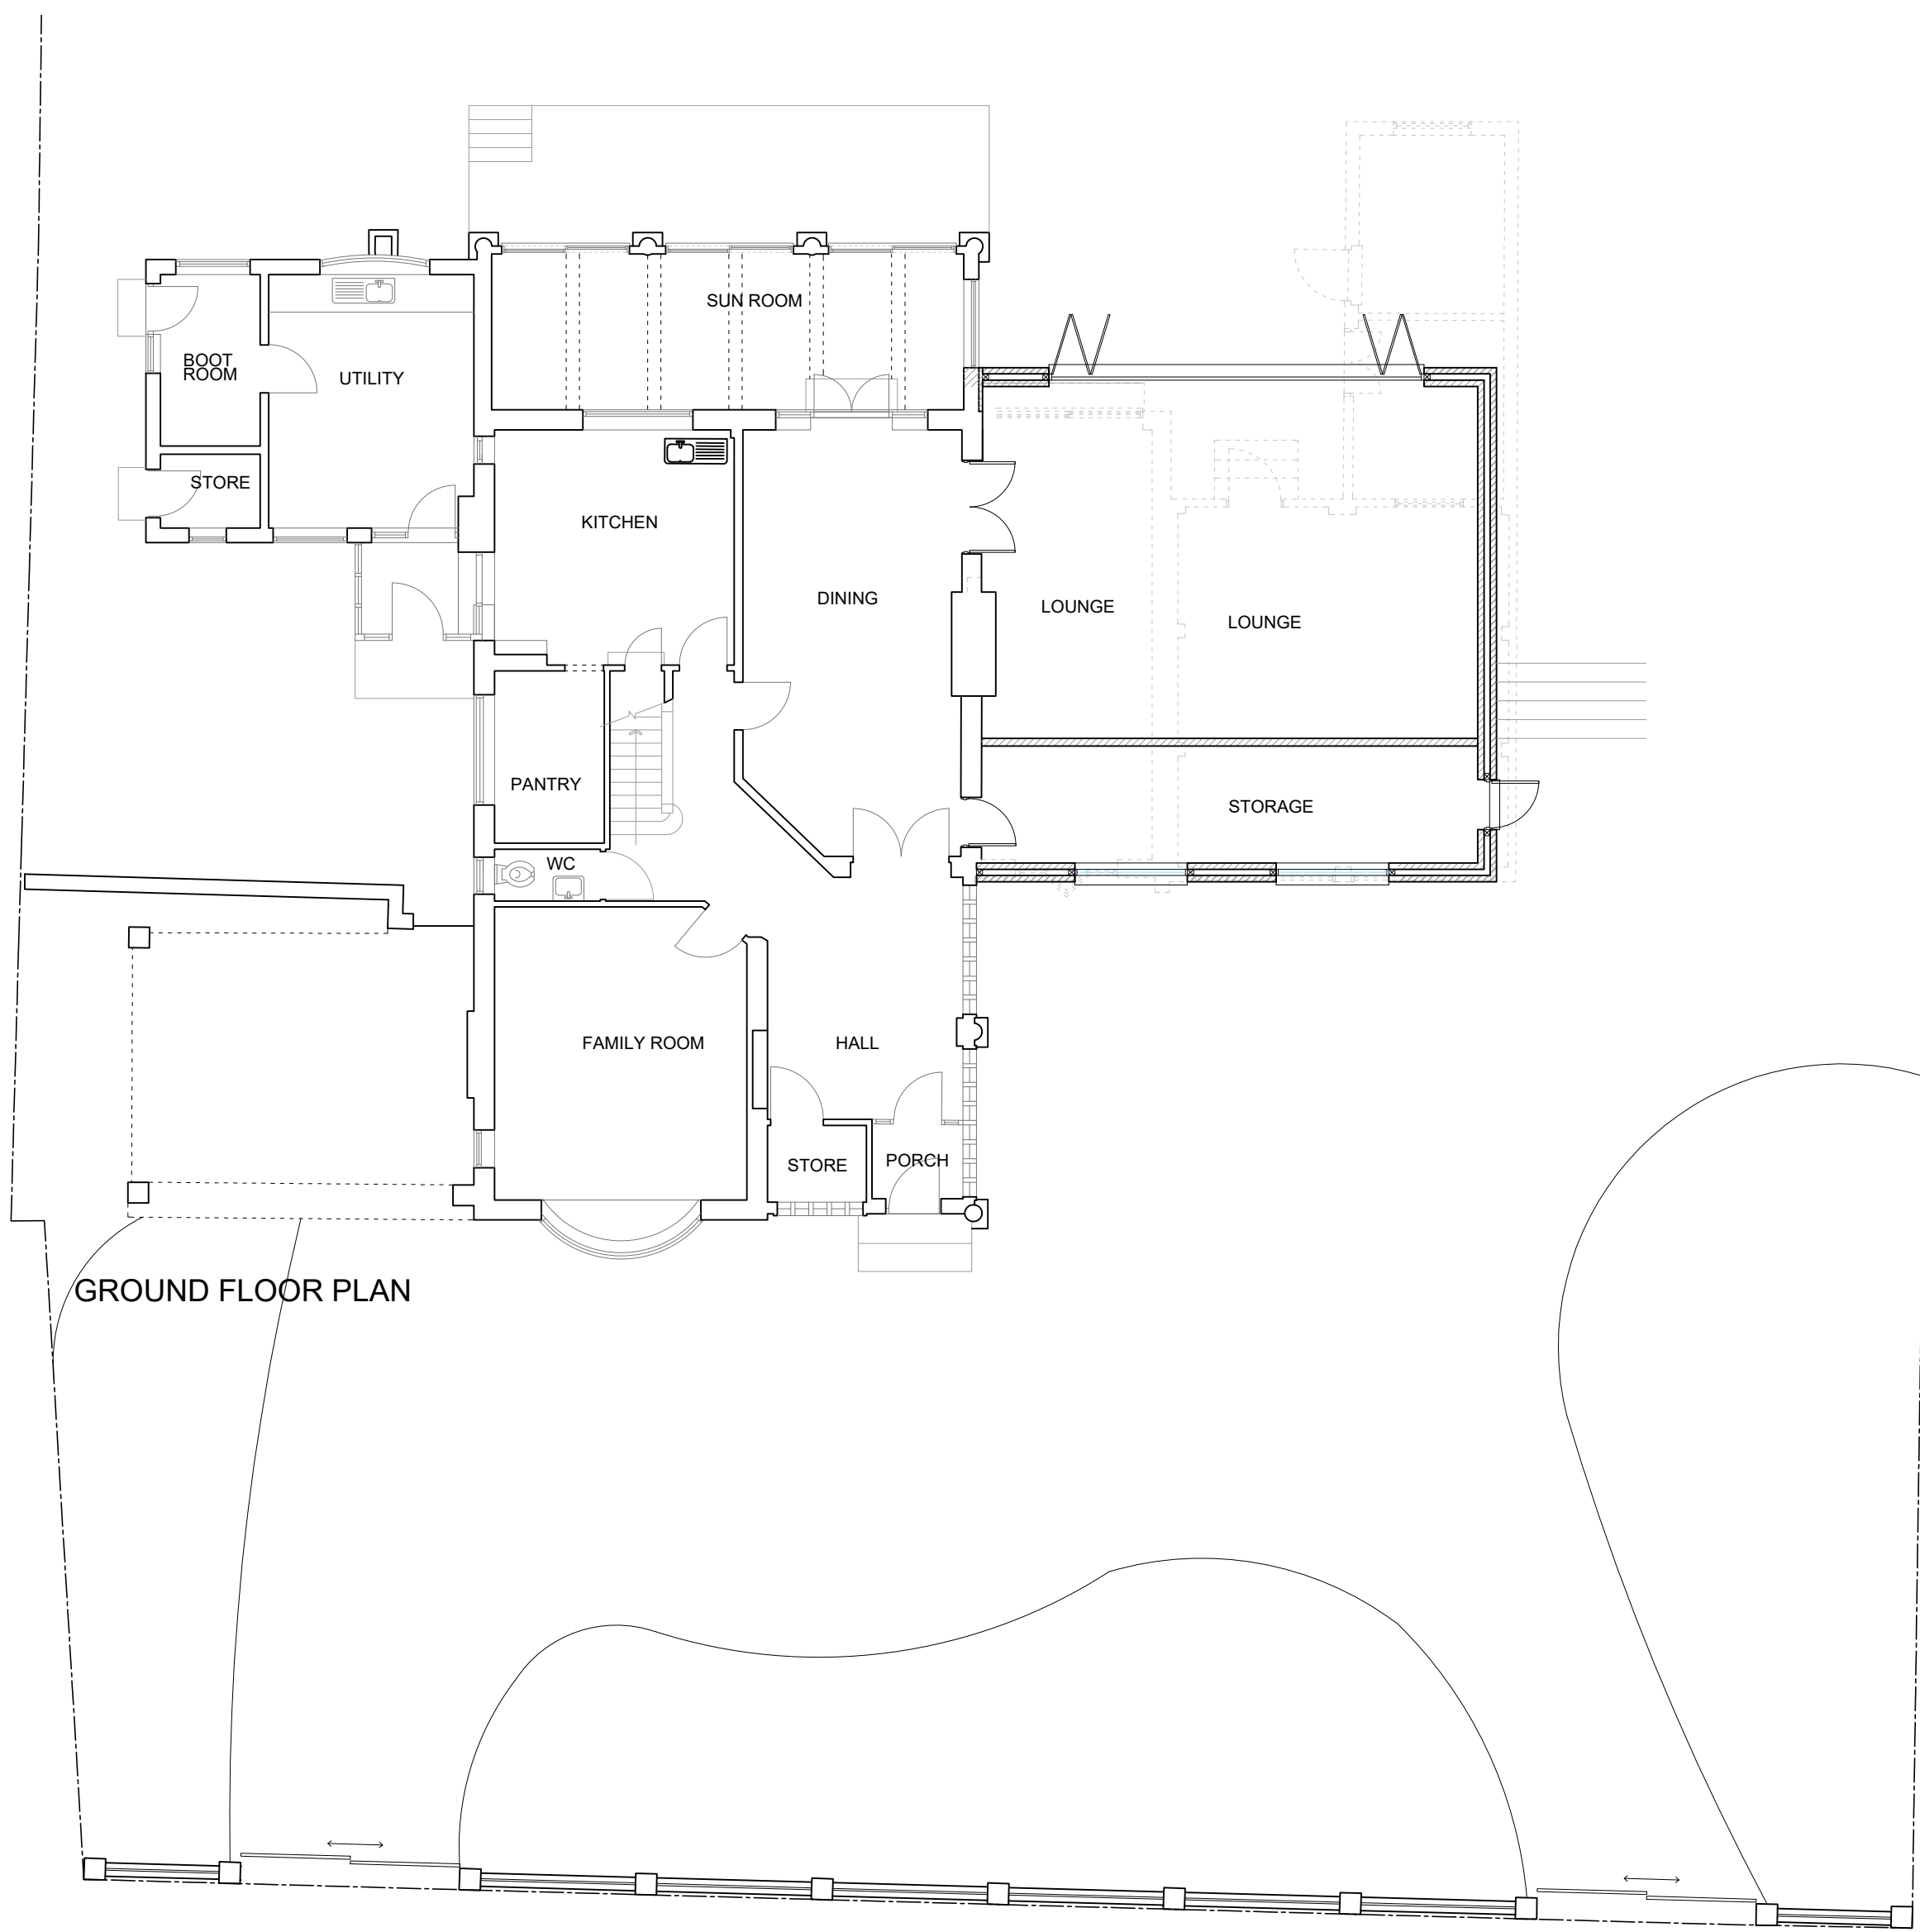 SUN ROOM
BOOT
ROOM
UTILITY
STORE
KITCHEN
DINING
LOUNGE
LOUNGE
PANTRY
STORAGE
WC
FAMILY ROOM
HALL
STORE
PORCH
GROUND FLOOR PLAN